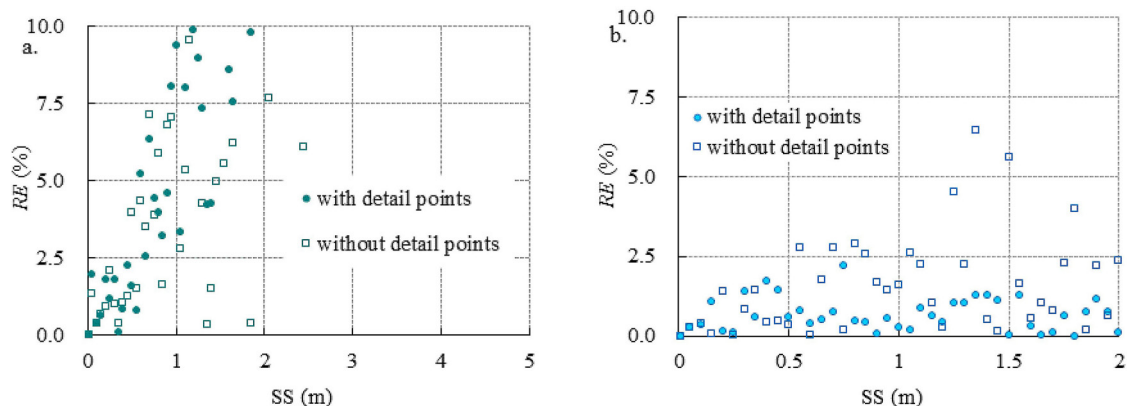 a.
10.0
7.5
5.0
2.5
0.0
RE (%)
with detail points
without detail points
0 1 2 3 4 5
SS (m)
b.
10.0
7.5
5.0
2.5
0.0
RE (%)
with detail points
without detail points
0 0.5 1 1.5 2
SS (m)